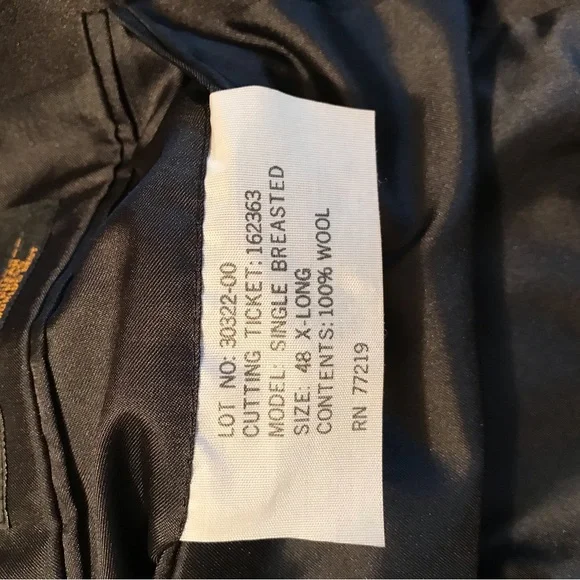 LOT NO: 30322-00
CUTTING TICKET: 162363
MODEL: SINGLE BREASTED
SIZE: 48 X-LONG
CONTENTS: 100% WOOL
RN 77219